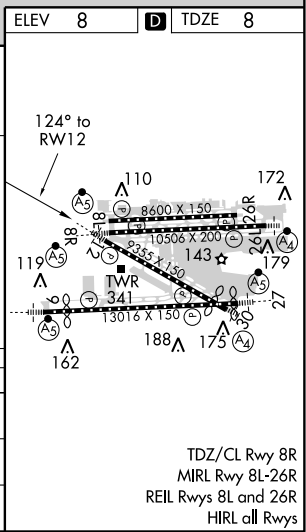 ELEV 8 D TDZE 8
124° to
RW12
110
172
A5
P
8600 X 150
8L
26R
P
10506 X 200
26L
A4
8R
A5
12
9355 X 150
143
179
119
TWR
341
P
A5
9
13016 X 150
P
27
A5
162
188
175
30
A4
TDZ/CL Rwy 8R
MIRL Rwy 8L-26R
REIL Rwys 8L and 26R
HIRL all Rwys